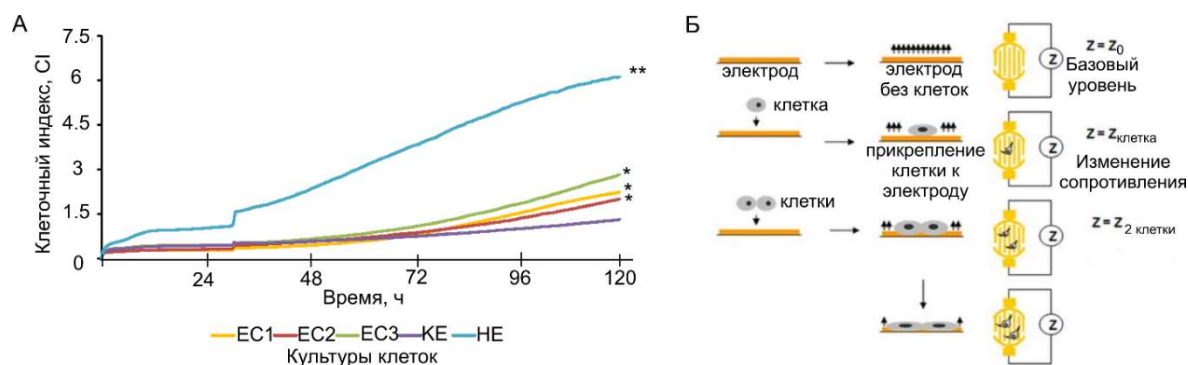 А
Клеточный индекс, CI
7.5
6
4.5
3
1.5
0
24
48
72
96
120
**
*
*
*
Время, ч
EC1 EC2 EC3 KE HE
Культуры клеток
Б
электрод
электрод
без клеток
Z
Z = Z0
Базовый
уровень
клетка
прикрепление
клетки к
электроду
Z
Z = Zклетка
Изменение
сопротивления
клетки
Z
Z = Z2 клетки
Z